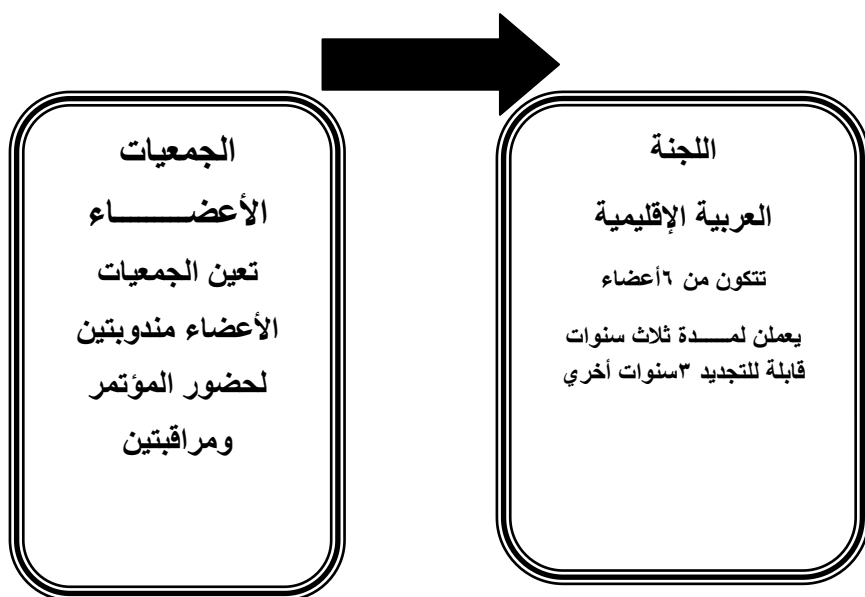 اللجنة
العربية الإقليمية
تتكون من ٦أعضاء
يعملن لمـــدة ثلاث سنوات
قابلة للتجديد ٣سنوات أخري
الجمعيات
الأعضـــــــاء
تعين الجمعيات
الأعضاء مندوبتين
لحضور المؤتمر
ومراقبتين